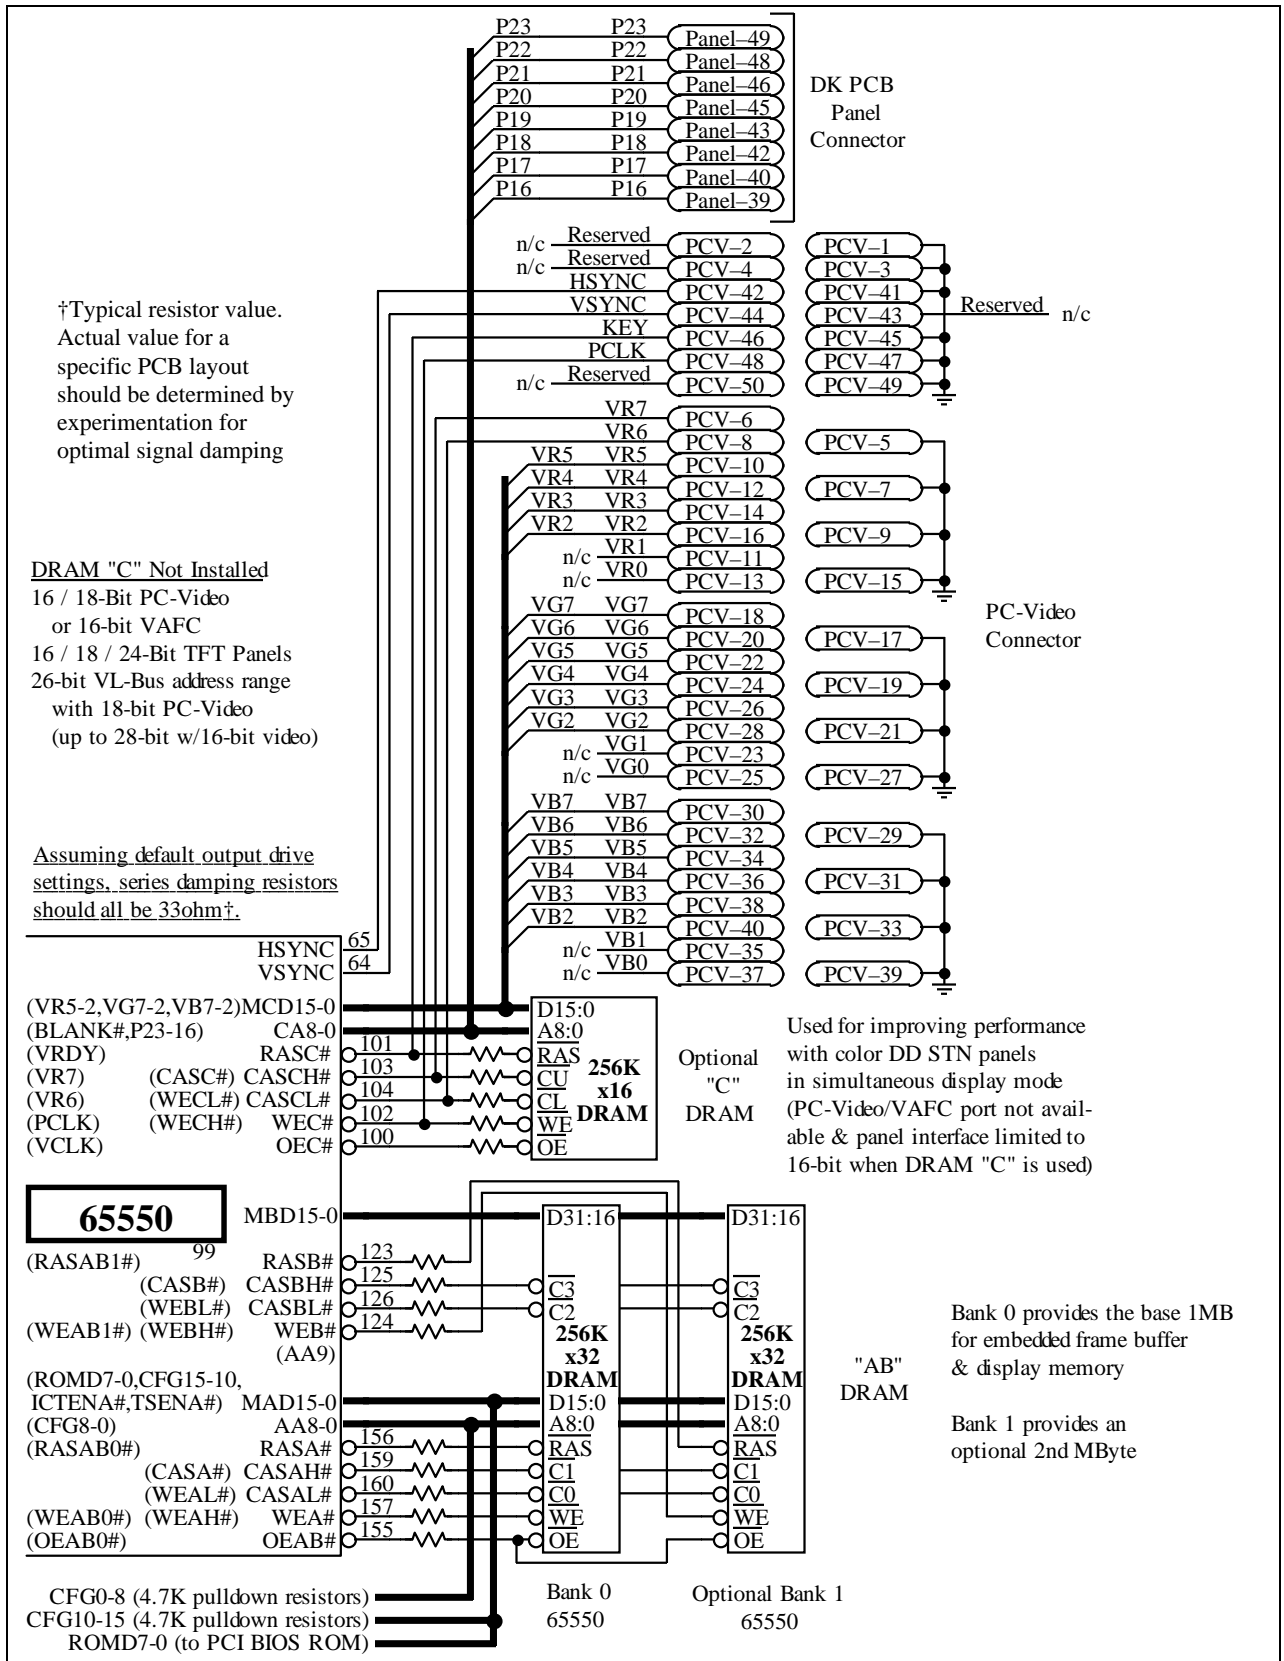 P23 P23 Panel–49
P22 P22 Panel–48
P21 P21 Panel–46
P20 P20 Panel–45
P19 P19 Panel–43
P18 P18 Panel–42
P17 P17 Panel–40
P16 P16 Panel–39
DK PCB
Panel
Connector
n/c Reserved PCV–2 PCV–1
n/c Reserved PCV–4 PCV–3
HSYNC PCV–42 PCV–41
VSYNC PCV–44 PCV–43 Reserved n/c
KEY PCV–46 PCV–45
PCLK PCV–48 PCV–47
n/c Reserved PCV–50 PCV–49
†Typical resistor value.
Actual value for a
specific PCB layout
should be determined by
experimentation for
optimal signal damping
VR7 PCV–6
VR6 PCV–8 PCV–5
VR5 VR5 PCV–10
VR4 VR4 PCV–12 PCV–7
VR3 VR3 PCV–14
VR2 VR2 PCV–16 PCV–9
n/c VR1 PCV–11
n/c VR0 PCV–13 PCV–15
VG7 VG7 PCV–18
VG6 VG6 PCV–20 PCV–17
VG5 VG5 PCV–22
VG4 VG4 PCV–24 PCV–19
VG3 VG3 PCV–26
VG2 VG2 PCV–28 PCV–21
n/c VG1 PCV–23
n/c VG0 PCV–25 PCV–27
PC-Video
Connector
VB7 VB7 PCV–30
VB6 VB6 PCV–32 PCV–29
VB5 VB5 PCV–34
VB4 VB4 PCV–36 PCV–31
VB3 VB3 PCV–38
VB2 VB2 PCV–40 PCV–33
n/c VB1 PCV–35
n/c VB0 PCV–37 PCV–39
DRAM "C" Not Installed
16 / 18-Bit PC-Video
or 16-bit VAFC
16 / 18 / 24-Bit TFT Panels
26-bit VL-Bus address range
with 18-bit PC-Video
(up to 28-bit w/16-bit video)
Assuming default output drive
settings, series damping resistors
should all be 33ohm†.
HSYNC 65
VSYNC 64
(VR5-2,VG7-2,VB7-2)MCD15-0 D15:0
(BLANK#,P23-16) CA8-0 A8:0
(VRDY) RASC# 101 RAS
(VR7) (CASC#) CASCH# 103 CU
(VR6) (WECL#) CASCL# 104 CL
(PCLK) (WECH#) WEC# 102 WE
(VCLK) OEC# 100 OE
256K
x16
DRAM
Optional
"C"
DRAM
Used for improving performance
with color DD STN panels
in simultaneous display mode
(PC-Video/VAFC port not avail-
able & panel interface limited to
16-bit when DRAM "C" is used)
65550
99
MBD15-0 D31:16 D31:16
(RASAB1#) RASB# 123
(CASB#) CASBH# 125 C3 C3
(WEBL#) CASBL# 126 C2 C2
(WEAB1#) (WEBH#) WEB# 124
(AA9)
256K
x32
DRAM
256K
x32
DRAM
(ROMD7-0,CFG15-10,
ICTENA#,TSENA#) MAD15-0 D15:0 D15:0
(CFG8-0) AA8-0 A8:0 A8:0
(RASAB0#) RASA# 156 RAS RAS
(CASA#) CASAH# 159 C1 C1
(WEAL#) CASAL# 160 C0 C0
(WEAB0#) (WEAH#) WEA# 157 WE WE
(OEAB0#) OEAB# 155 OE OE
"AB"
DRAM
Bank 0 provides the base 1MB
for embedded frame buffer
& display memory
Bank 1 provides an
optional 2nd MByte
CFG0-8 (4.7K pulldown resistors)
CFG10-15 (4.7K pulldown resistors)
ROMD7-0 (to PCI BIOS ROM)
Bank 0
65550
Optional Bank 1
65550